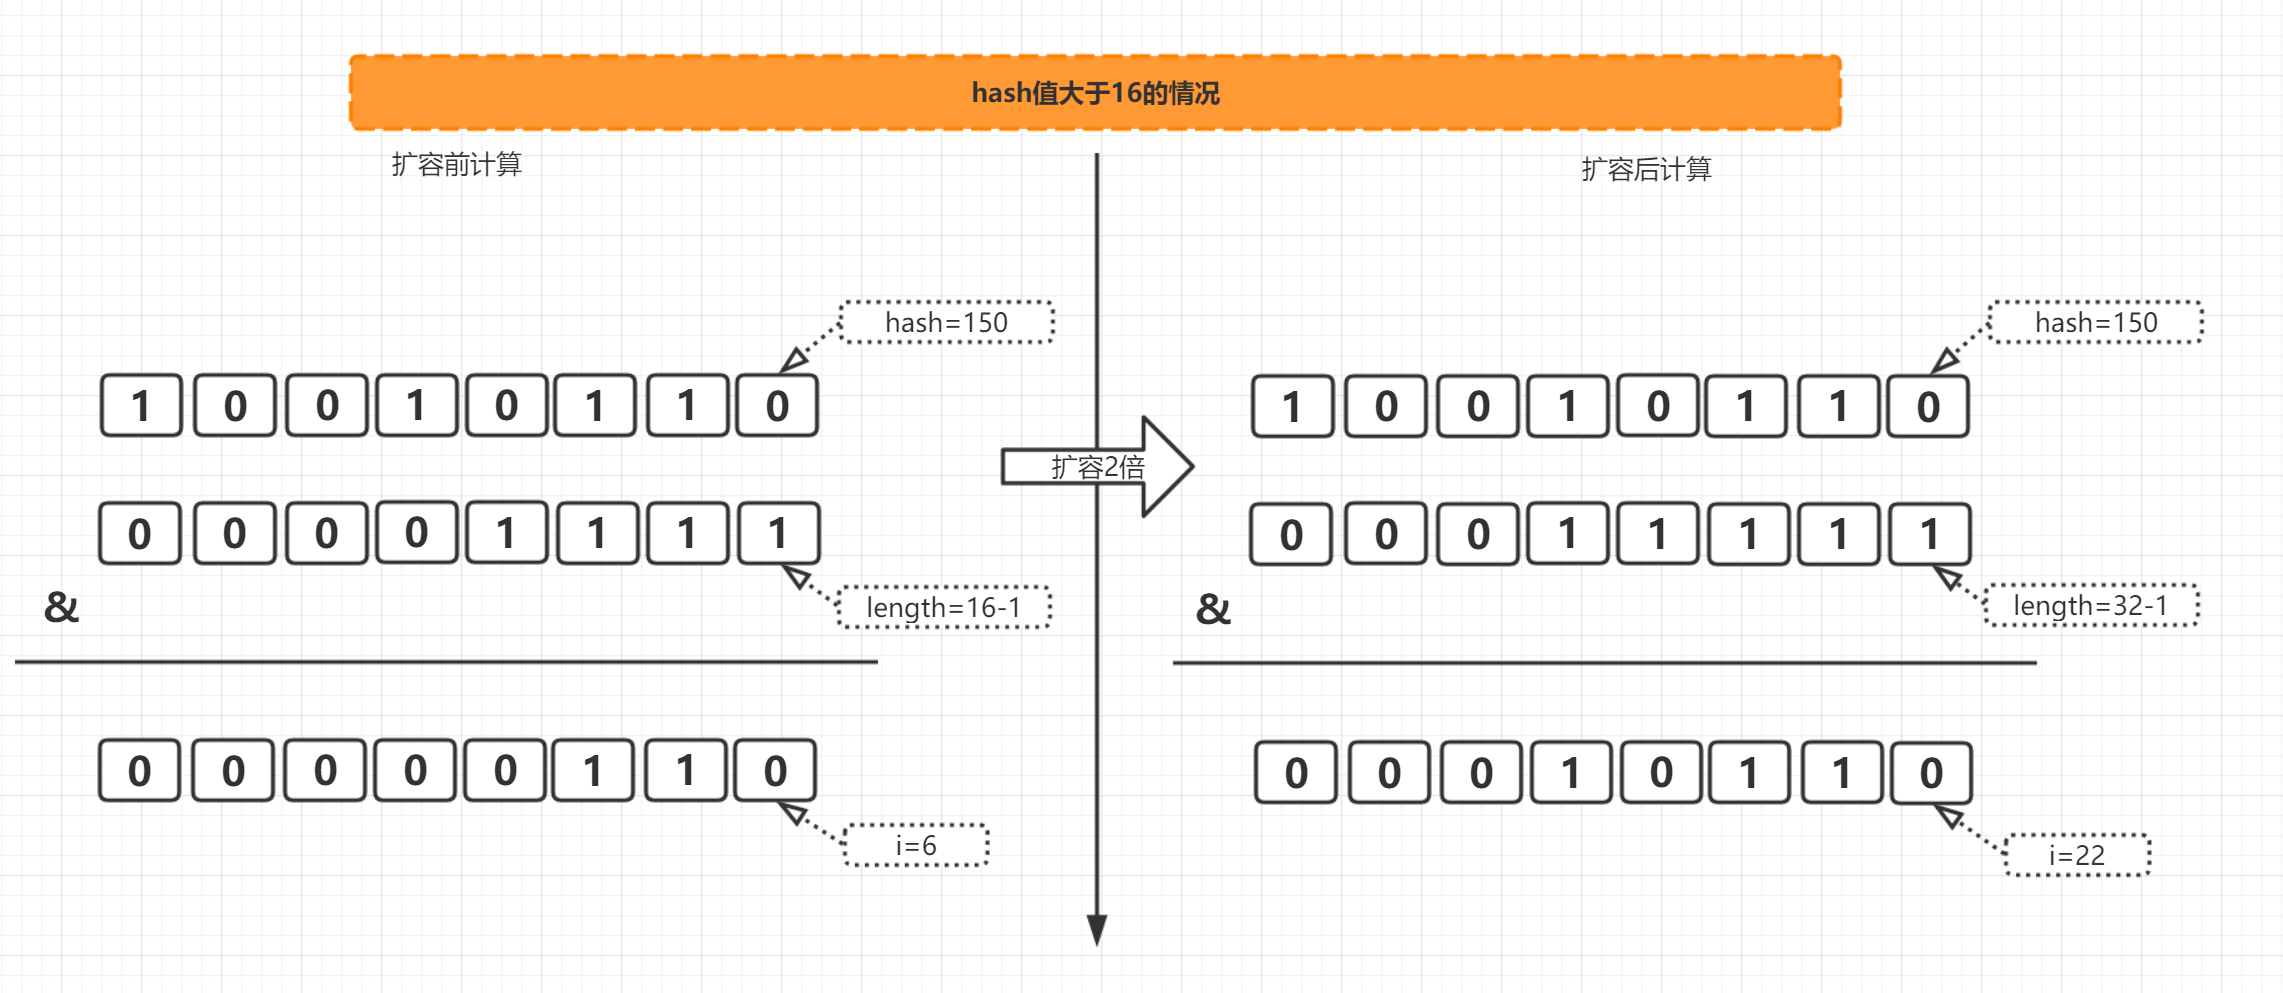 hash值大于16的情况
扩容前计算
扩容后计算
hash=150
hash=150
1 0 0 1 0 1 1 0
1 0 0 1 0 1 1 0
扩容2倍
0 0 0 0 1 1 1 1
0 0 0 1 1 1 1 1
&
length=16-1
&
length=32-1
0 0 0 0 0 1 1 0
0 0 0 1 0 1 1 0
i=6
i=22